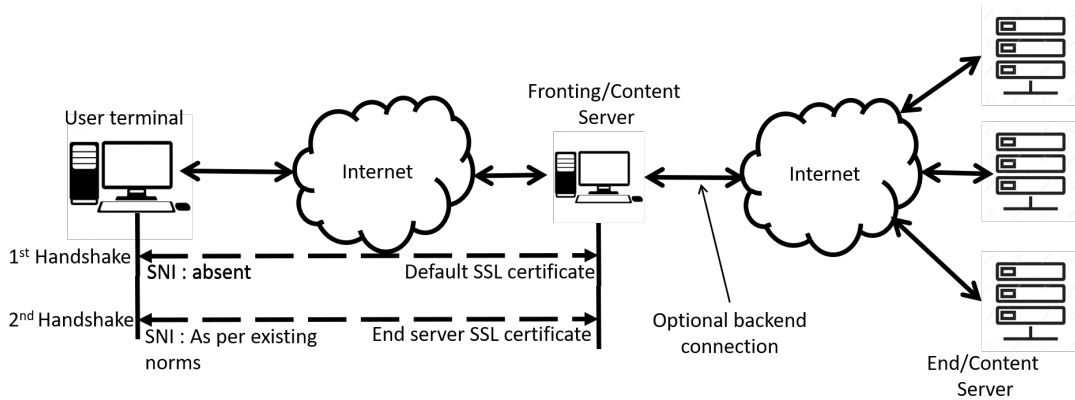 User terminal
Internet
Fronting/Content
Server
Internet
1st Handshake
SNI : absent
Default SSL certificate
2nd Handshake
SNI : As per existing
norms
End server SSL certificate
Optional backend
connection
End/Content
Server